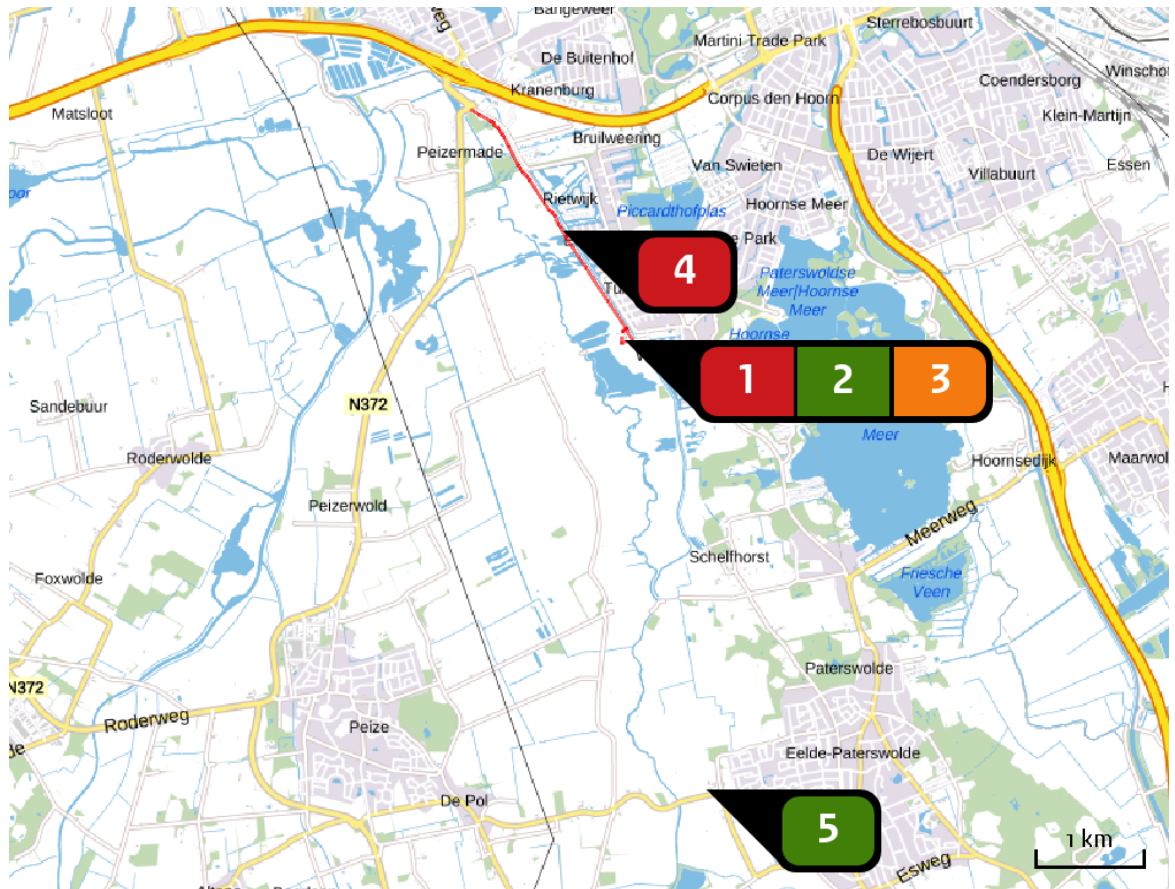 Bangeweer
Sterrebosbuurt
Martini Trade Park
De Buitenhof
Winschot
Coendersborg
Kranenburg
Corpus den Hoorn
Matsloot
Klein-Martijn
Bruilweering
Peizermade
De Wijert
Van Swieten
Essen
Villabuurt
Rietwijk
Hoornse Meer
Piccardthofplas
e Park
4
Paterswoldse
Meer|Hoornse
Meer
Hoornse
1 2 3
N372
Sandebuur
Meer
Roderwolde
Hoornsedijk
Maarwol
Peizerwold
Meerweg
Schelfhorst
Foxwolde
Friesche
Veen
Paterswolde
N372
Roderweg
Peize
Eelde-Paterswolde
De Pol
5
1 km
Esweg